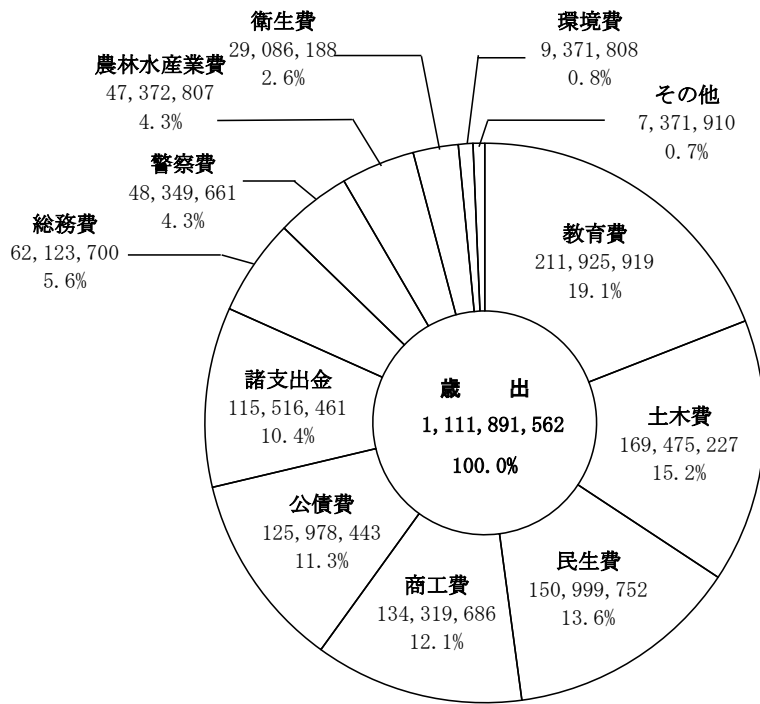 衛生費
29,086,188
2.6%
環境費
9,371,808
0.8%
農林水産業費
47,372,807
4.3%
その他
7,371,910
0.7%
警察費
48,349,661
4.3%
総務費
62,123,700
5.6%
教育費
211,925,919
19.1%
諸支出金
115,516,461
10.4%
歳 出
1,111,891,562
100.0%
土木費
169,475,227
15.2%
公債費
125,978,443
11.3%
商工費
134,319,686
12.1%
民生費
150,999,752
13.6%